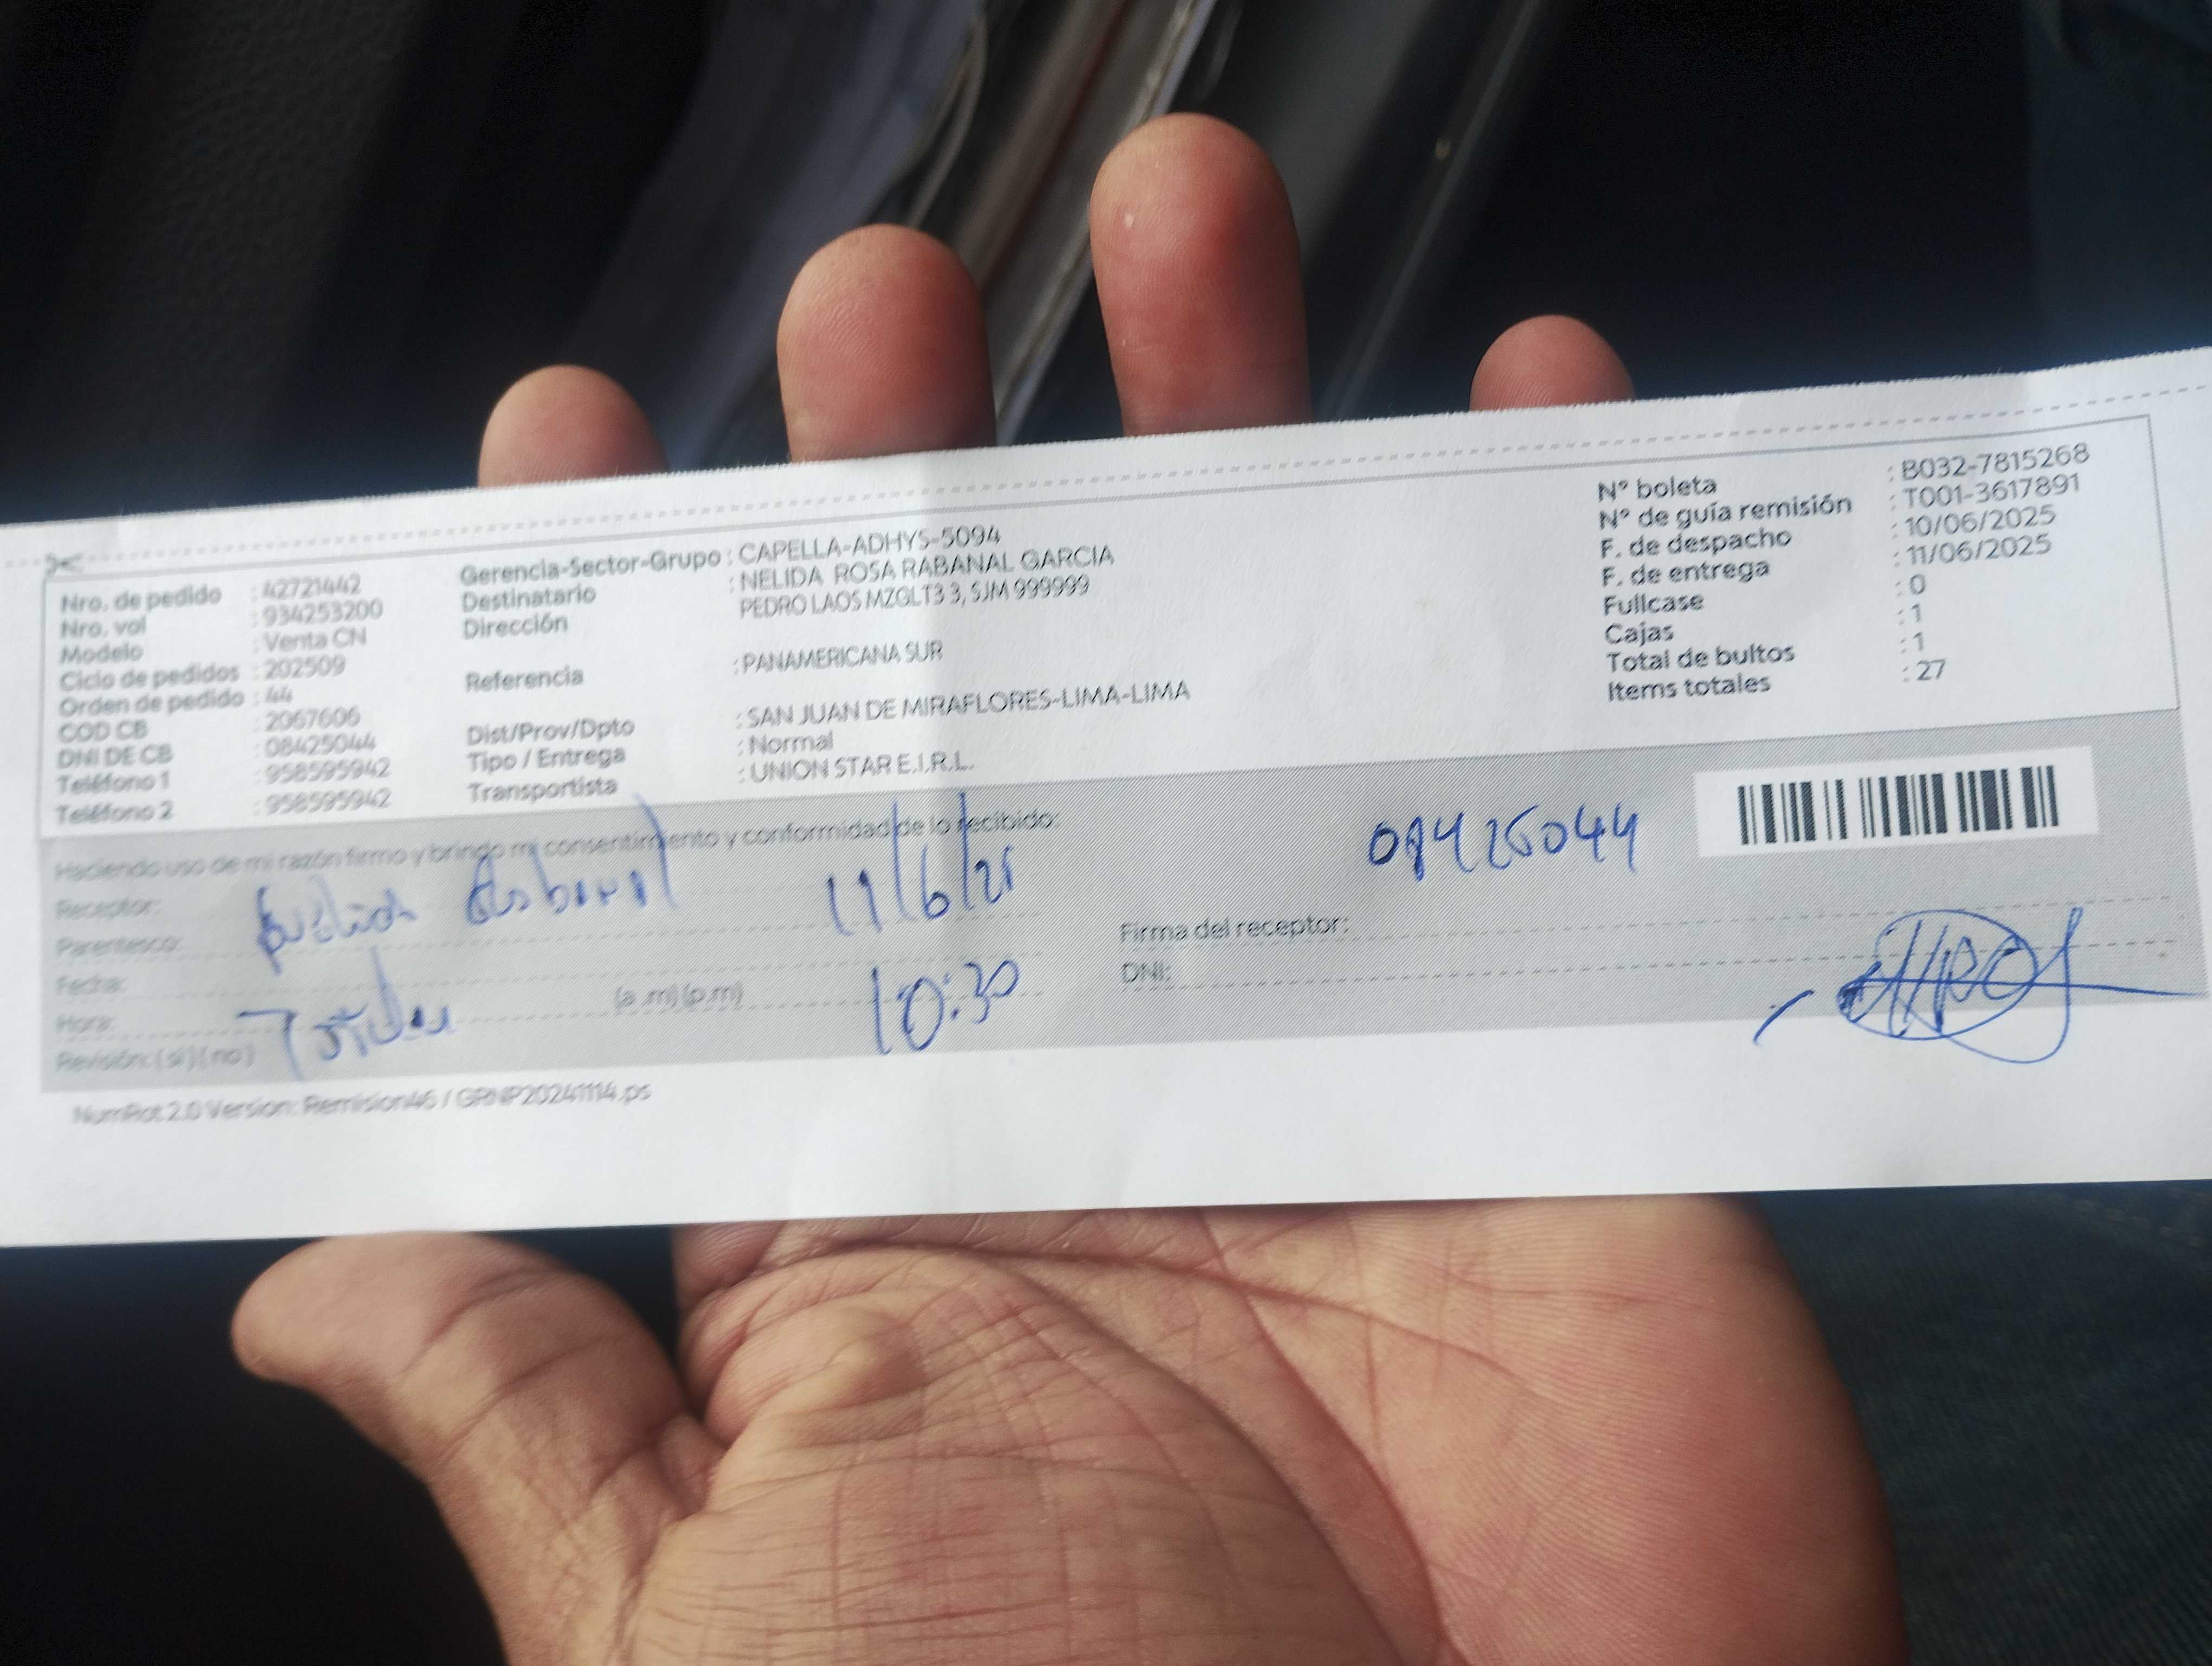 Nro. de pedido : 42721442
Nro. vol : 934253200
Modelo : Venta CN
Ciclo de pedidos : 202509
Orden de pedido : 44
COD CB : 2067606
DNI DE CB : 08425044
Teléfono 1 : 958595942
Teléfono 2 : 958595942
Gerencia-Sector-Grupo : CAPELLA-ADHYS-5094
Destinatario : NELIDA ROSA RABANAL GARCIA
Dirección PEDRO LAOS MZQLT3 3, SJM 999999
Referencia : PANAMERICANA SUR
Dist/Prov/Dpto : SAN JUAN DE MIRAFLORES-LIMA-LIMA
Tipo / Entrega : Normal
Transportista : UNION STAR E.I.R.L.
N° boleta : B032-7815268
N° de guía remisión : T001-3617891
F. de despacho : 10/06/2025
F. de entrega : 11/06/2025
Fullcase : 0
Cajas : 1
Total de bultos : 1
Items totales : 27
Haciendo uso de mi razón firmo y brindo mi consentimiento y conformidad de lo recibido:
Receptor:
Parentesco:
Fecha:
Hora: (a.m)(p.m)
Revisión: (si)(no)
11/6/25
10:30
08425044
Firma del receptor:
DNI:
NumRot 2.0 Version: Remision46 / GRNP20241114.ps